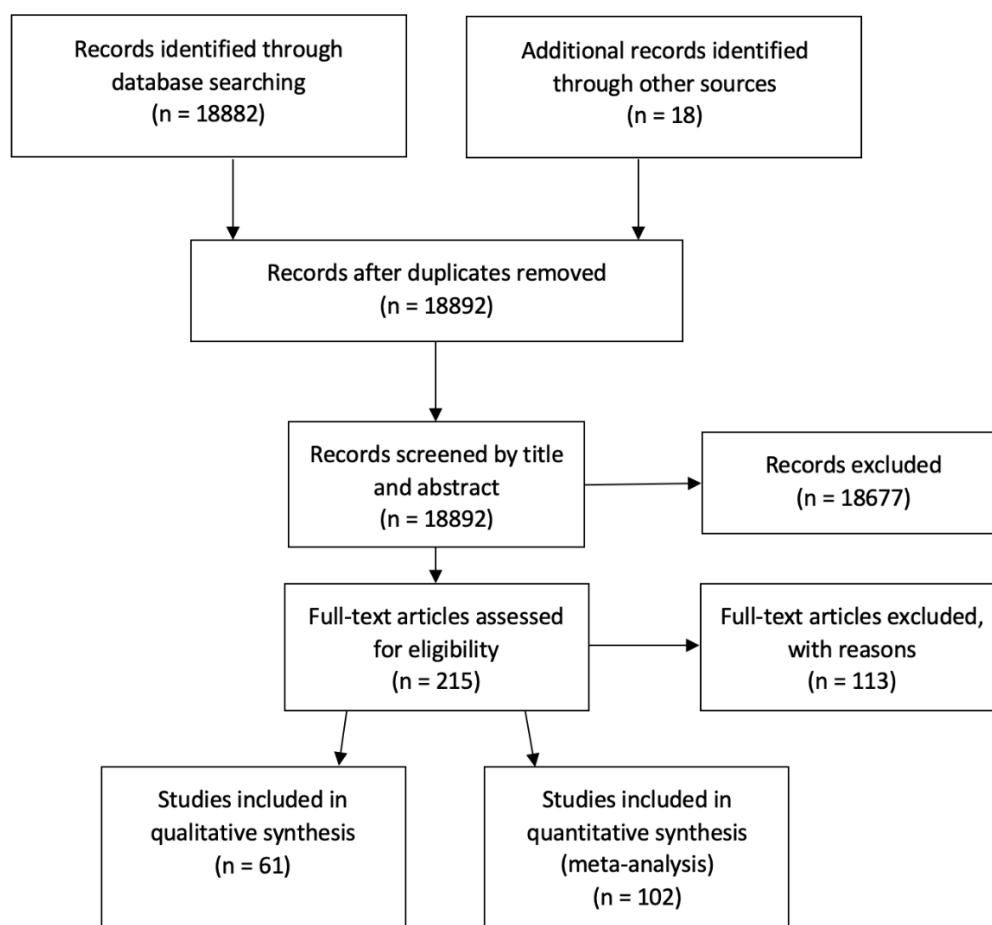 Records identified through
database searching
(n = 18882)
Additional records identified
through other sources
(n = 18)
Records after duplicates removed
(n = 18892)
Records screened by title
and abstract
(n = 18892)
Records excluded
(n = 18677)
Full-text articles assessed
for eligibility
(n = 215)
Full-text articles excluded,
with reasons
(n = 113)
Studies included in
qualitative synthesis
(n = 61)
Studies included in
quantitative synthesis
(meta-analysis)
(n = 102)